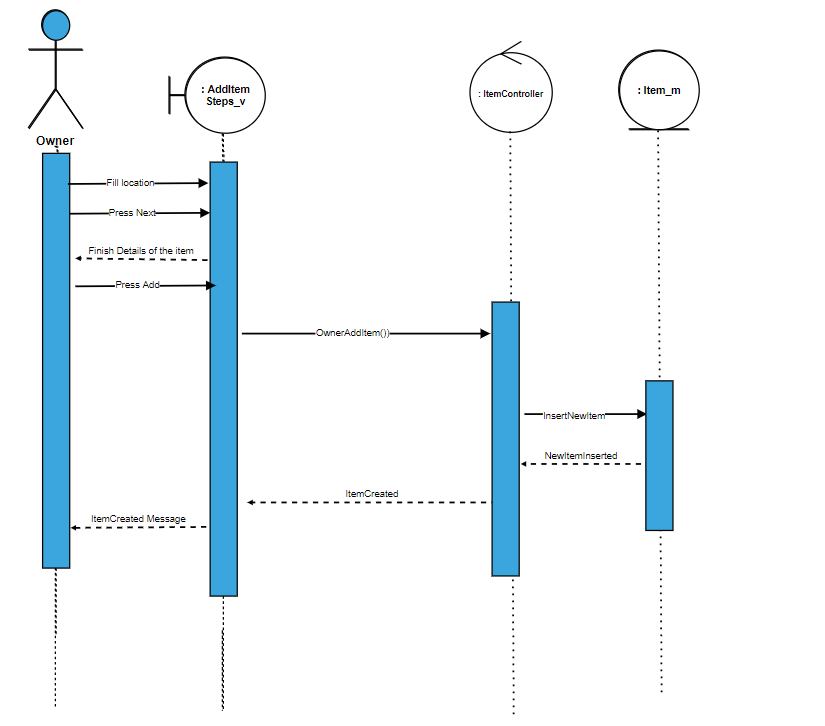 : AddItem
Steps_v
: ItemController
: Item_m
Owner
Fill location
Press Next
Finish Details of the item
Press Add
OwnerAddItem())
InsertNewItem
NewItemInserted
ItemCreated
ItemCreated Message